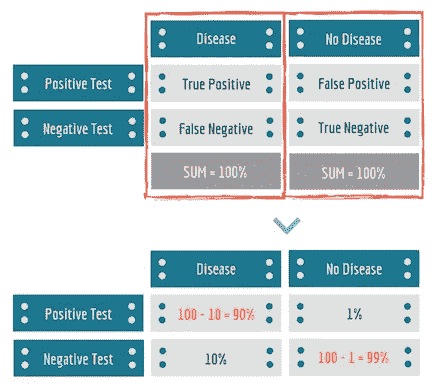 Disease No Disease
Positive Test True Positive False Positive
Negative Test False Negative True Negative
SUM = 100% SUM = 100%
Disease No Disease
Positive Test 100 - 10 = 90% 1%
Negative Test 10% 100 - 1 = 99%